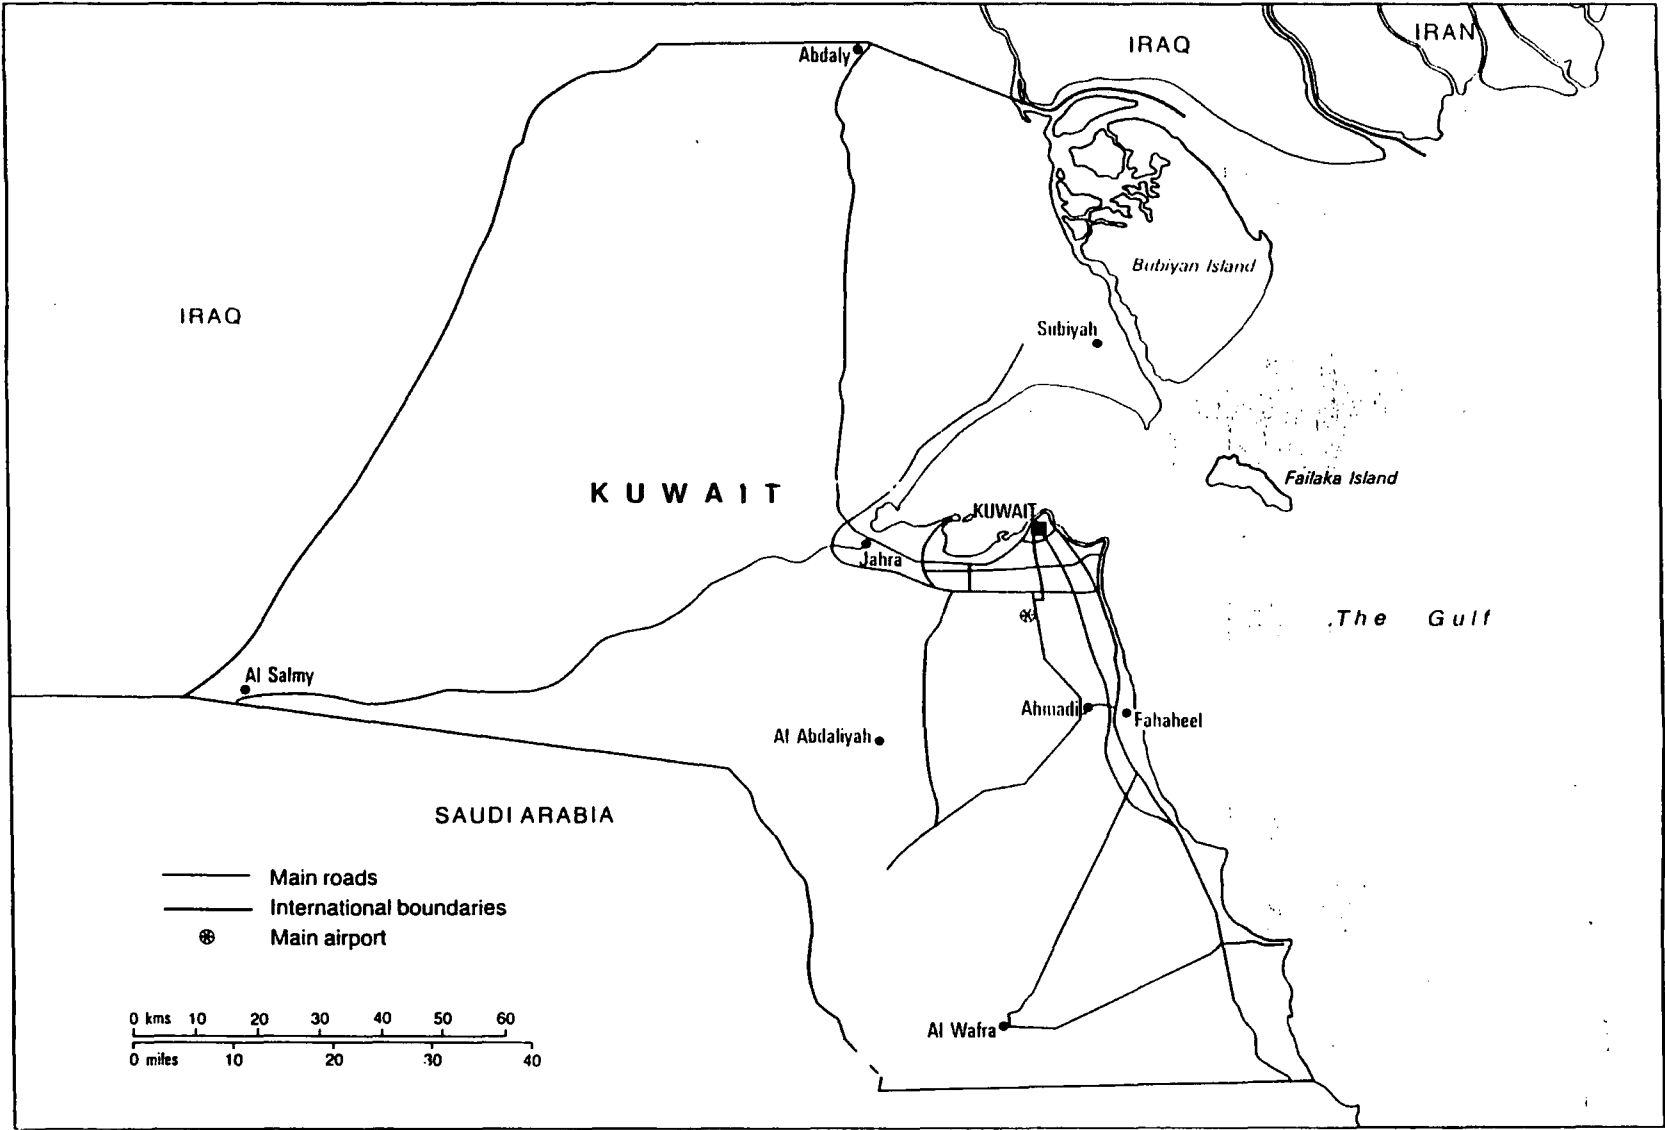 IRAQ
IRAN
Abdaly
Bubiyan Island
IRAQ
Subiyah
Failaka Island
KUWAIT
KUWAIT
Jahra
The Gulf
Al Salmy
Ahmadi
Fahaheel
Al Abdaliyah
SAUDI ARABIA
Main roads
International boundaries
Main airport
0 kms 10 20 30 40 50 60
0 miles 10 20 30 40
Al Wafra